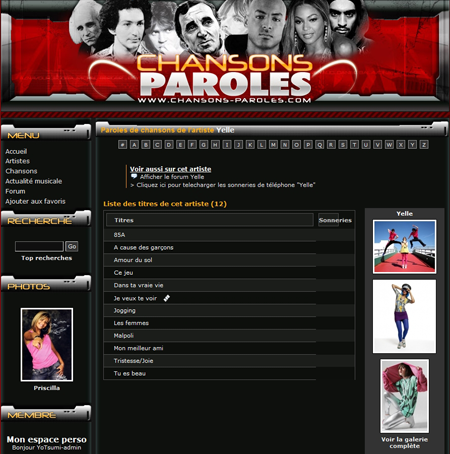 CHANSONS
PAROLES
WWW.CHANSONS-PAROLES.COM
MENU
Accueil
Artistes
Chansons
Actualité musicale
Forum
Ajouter aux favoris
RECHERCHE
Go
Top recherches
PHOTOS
Priscilla
MEMBRE
Mon espace perso
Bonjour YoTsumi-admin
Paroles de chansons de l'artiste Yelle
# A B C D E F G H I J K L M N O P Q R S T U V W X Y Z
Voir aussi sur cet artiste
Afficher le forum Yelle
> Cliquez ici pour telecharger les sonneries de téléphone "Yelle"
Liste des titres de cet artiste (12)
Titres Sonneries
85A
A cause des garçons
Amour du sol
Ce jeu
Dans ta vraie vie
Je veux te voir
Jogging
Les femmes
Malpoli
Mon meilleur ami
Tristesse/Joie
Tu es beau
Yelle
Voir la galerie
complète